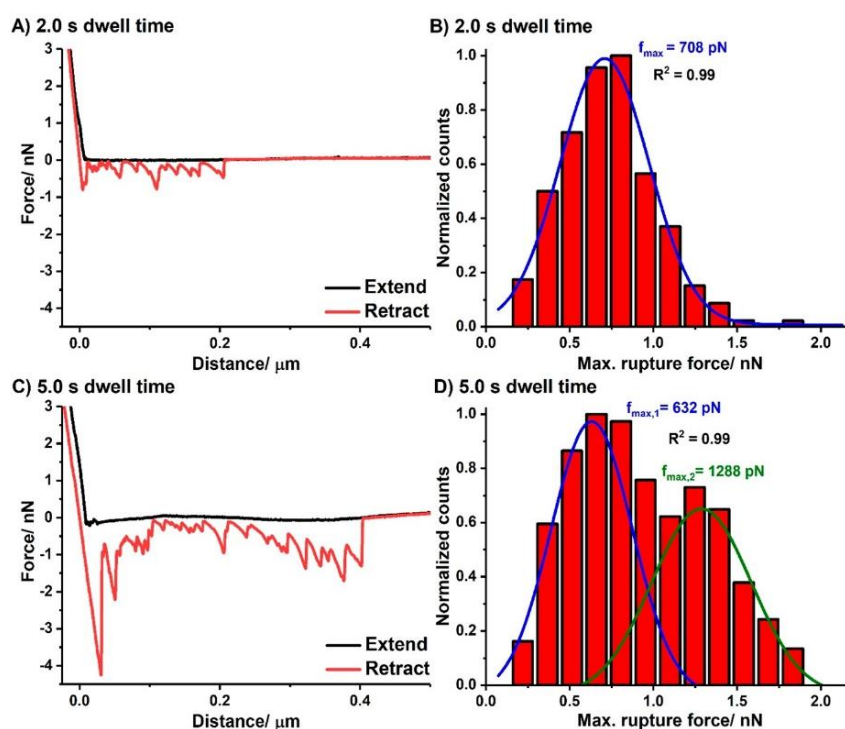 A) 2.0 s dwell time
3
2
1
0
-1
-2
-3
-4
Force/ nN
Extend
Retract
0.0
0.2
0.4
Distance/ μm
B) 2.0 s dwell time
fmax = 708 pN
R² = 0.99
1.0
0.8
0.6
0.4
0.2
0.0
Normalized counts
0.0
0.5
1.0
1.5
2.0
Max. rupture force/ nN
C) 5.0 s dwell time
3
2
1
0
-1
-2
-3
-4
Force/ nN
Extend
Retract
0.0
0.2
0.4
Distance/ μm
D) 5.0 s dwell time
fmax,1= 632 pN
R² = 0.99
fmax,2= 1288 pN
1.0
0.8
0.6
0.4
0.2
0.0
Normalized counts
0.0
0.5
1.0
1.5
2.0
Max. rupture force/ nN